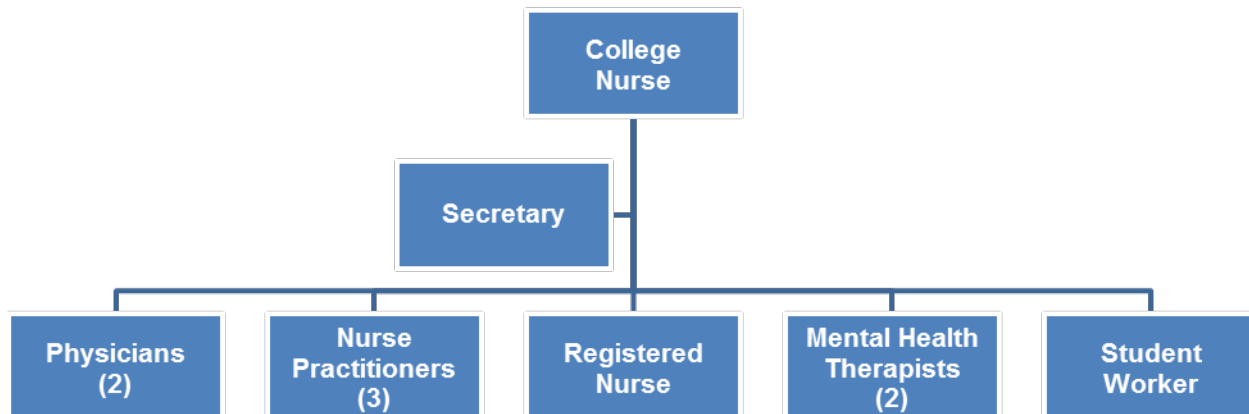 College
Nurse
Secretary
Physicians
(2)
Nurse
Practitioners
(3)
Registered
Nurse
Mental Health
Therapists
(2)
Student
Worker